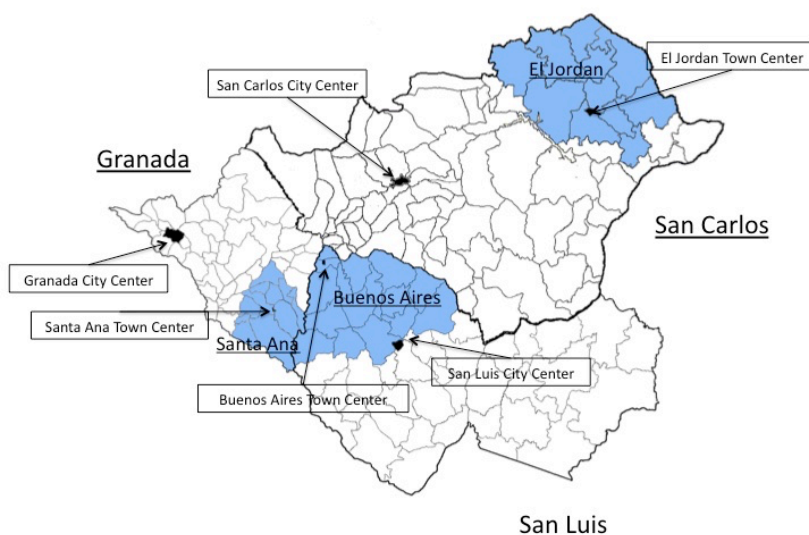 El Jordan
El Jordan Town Center
San Carlos City Center
Granada
San Carlos
Granada City Center
Buenos Aires
Santa Ana Town Center
Santa Ana
San Luis City Center
Buenos Aires Town Center
San Luis